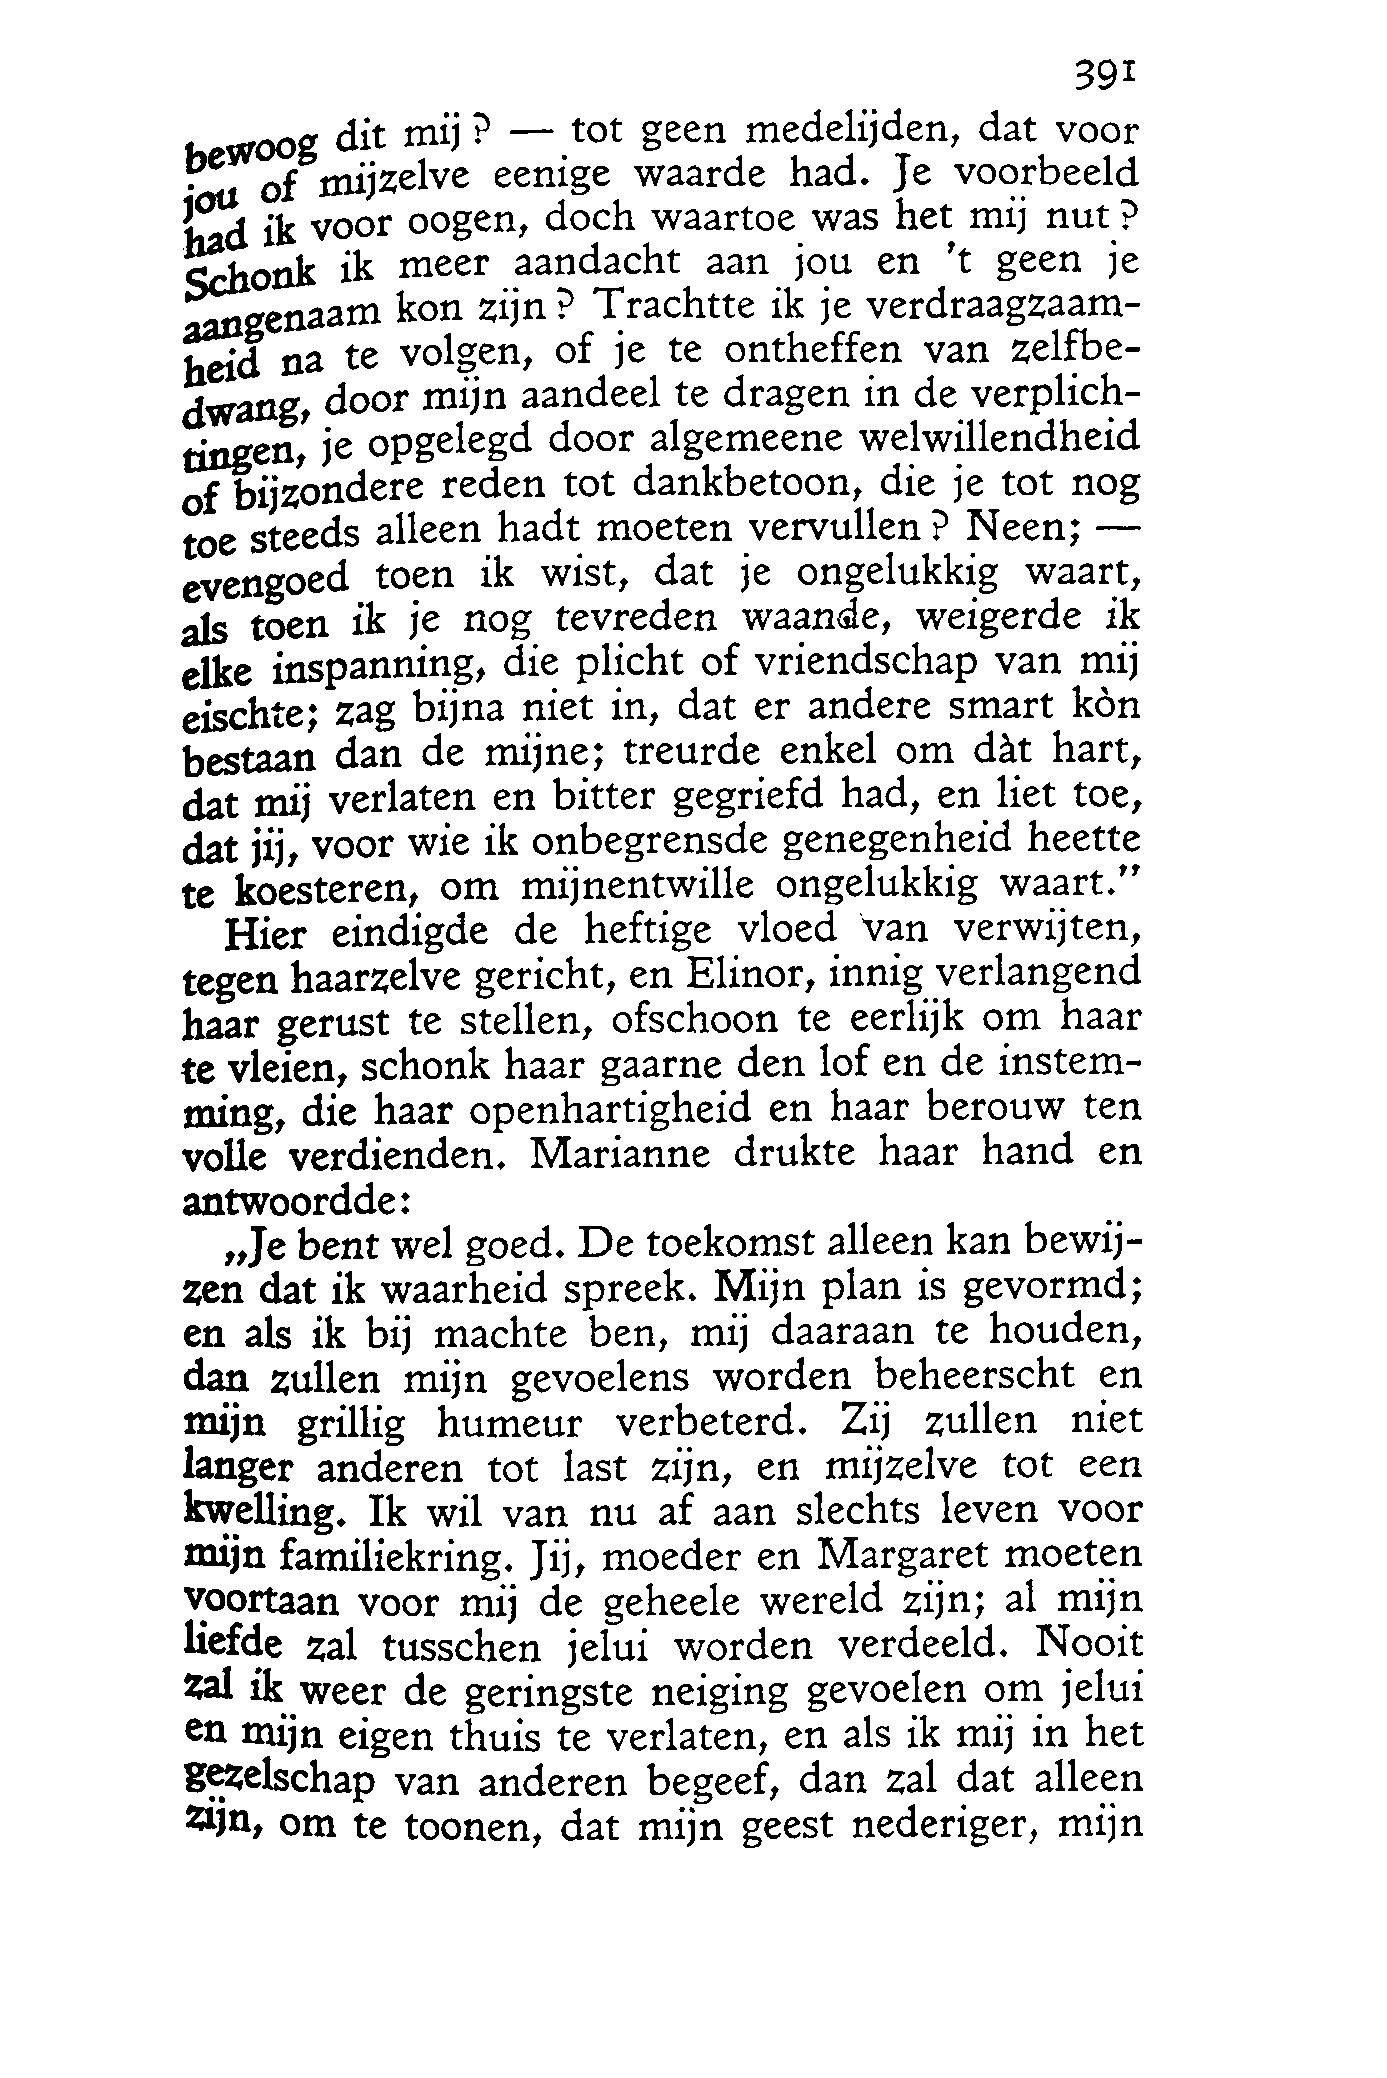 391
bewoog dit mij? — tot geen medelijden, dat voor
jou of mijzelve eenige waarde had. Je voorbeeld
had ik voor oogen, doch waartoe was het mij nut?
Schonk ik meer aandacht aan jou en 't geen je
aangenaam kon zijn? Trachtte ik je verdraagzaam-
heid na te volgen, of je te ontheffen van zelfbe-
dwang, door mijn aandeel te dragen in de verplich-
tingen, je opgelegd door algemeene welwillendheid
of bijzondere reden tot dankbetoon, die je tot nog
toe steeds alleen hadt moeten vervullen? Neen; —
evengoed toen ik wist, dat je ongelukkig waart,
als toen ik je nog tevreden waande, weigerde ik
elke inspanning, die plicht of vriendschap van mij
eischte; zag bijna niet in, dat er andere smart kòn
bestaan dan de mijne; treurde enkel om dàt hart,
dat mij verlaten en bitter gegriefd had, en liet toe,
dat jij, voor wie ik onbegrensde genegenheid heette
te koesteren, om mijnentwille ongelukkig waart.”
Hier eindigde de heftige vloed van verwijten,
tegen haarzelve gericht, en Elinor, innig verlangend
haar gerust te stellen, ofschoon te eerlijk om haar
te vleien, schonk haar gaarne den lof en de instem-
ming, die haar openhartigheid en haar berouw ten
volle verdienden. Marianne drukte haar hand en
antwoordde:
„Je bent wel goed. De toekomst alleen kan bewij-
zen dat ik waarheid spreek. Mijn plan is gevormd;
en als ik bij machte ben, mij daaraan te houden,
dan zullen mijn gevoelens worden beheerscht en
mijn grillig humeur verbeterd. Zij zullen niet
langer anderen tot last zijn, en mijzelve tot een
kwelling. Ik wil van nu af aan slechts leven voor
mijn familiekring. Jij, moeder en Margaret moeten
voortaan voor mij de geheele wereld zijn; al mijn
liefde zal tusschen jelui worden verdeeld. Nooit
zal ik weer de geringste neiging gevoelen om jelui
en mijn eigen thuis te verlaten, en als ik mij in het
gezelschap van anderen begeef, dan zal dat alleen
zijn, om te toonen, dat mijn geest nederiger, mijn